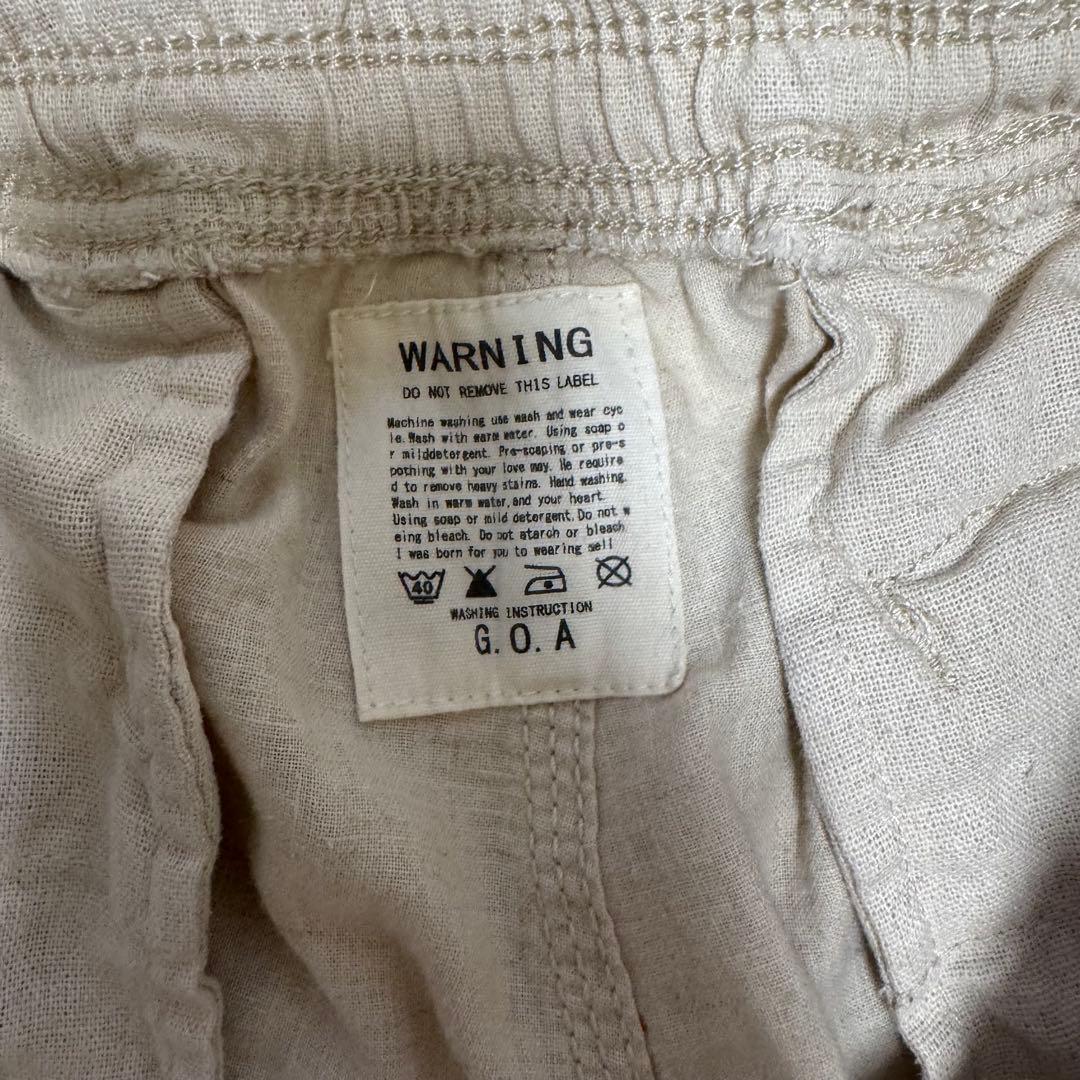 WARNING
DO NOT REMOVE THIS LABEL
Machine washing use wash and wear cyc
le.Wash with warm water. Using soap o
r milddetergent. Pre-soaping or pre-s
pothing with your love may. He require
d to remove heavy stains. Hand washing.
Wash in warm water,and your heart.
Using soap or mild detergent.Do not w
eing bleach. Do not starch or bleach
I was born for you to wearing sell
40
WASHING INSTRUCTION
G.O.A